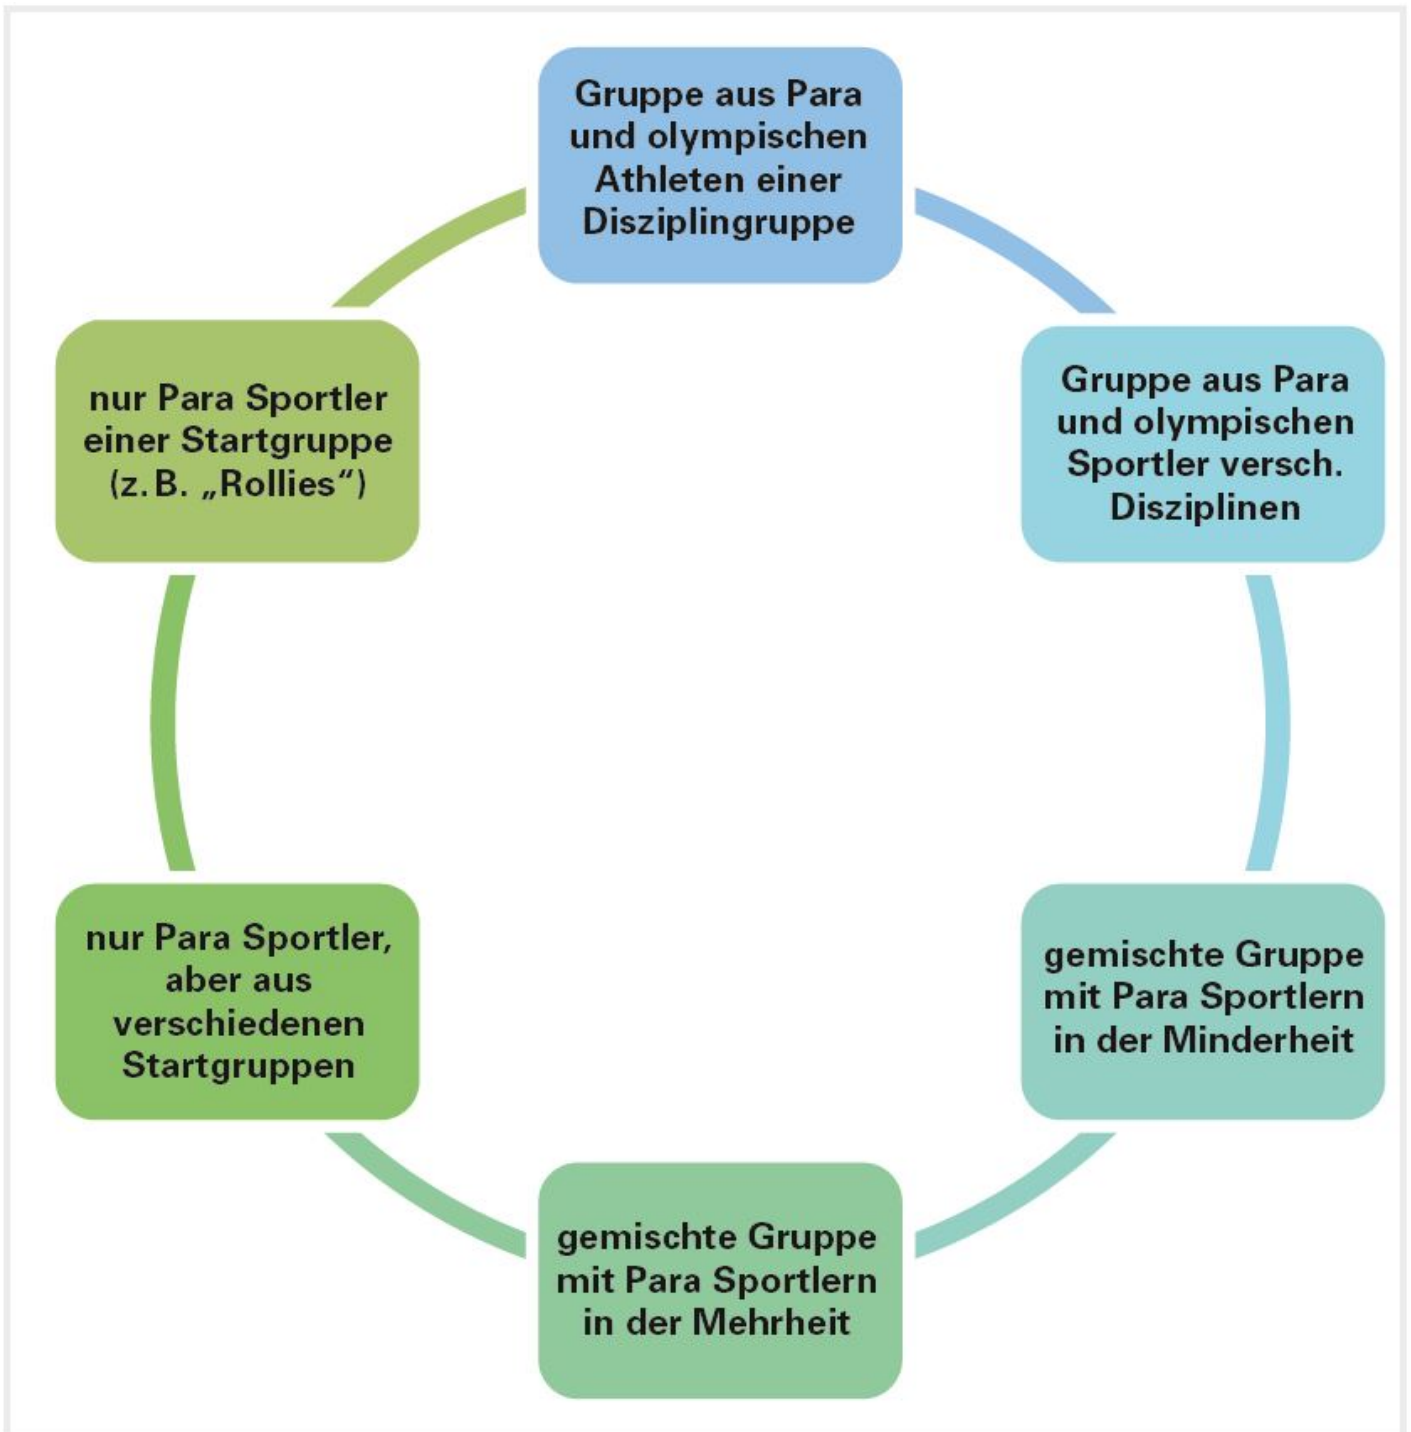 Gruppe aus Para
und olympischen
Athleten einer
Disziplingruppe
Gruppe aus Para
und olympischen
Sportler versch.
Disziplinen
gemischte Gruppe
mit Para Sportlern
in der Minderheit
gemischte Gruppe
mit Para Sportlern
in der Mehrheit
nur Para Sportler,
aber aus
verschiedenen
Startgruppen
nur Para Sportler
einer Startgruppe
(z. B. „Rollies“)